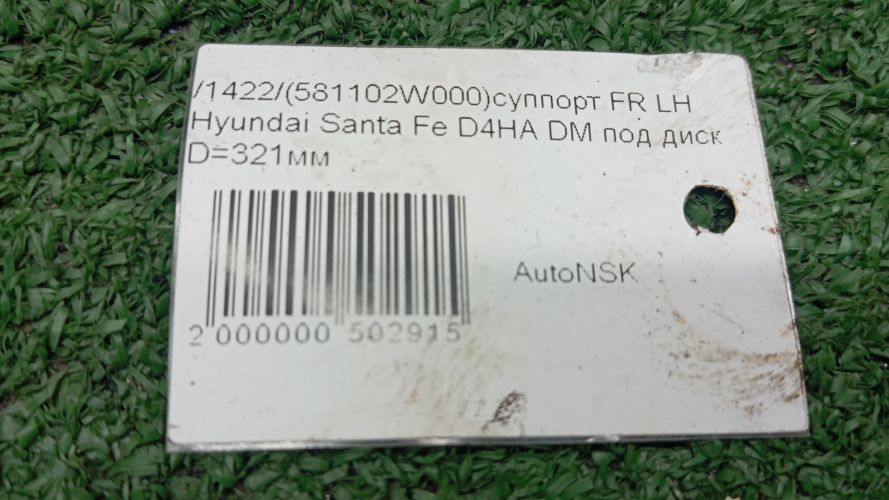 /1422/(581102W000)суппорт FR LH
Hyundai Santa Fe D4HA DM под диск
D=321мм
AutoNSK
2 000000 502915